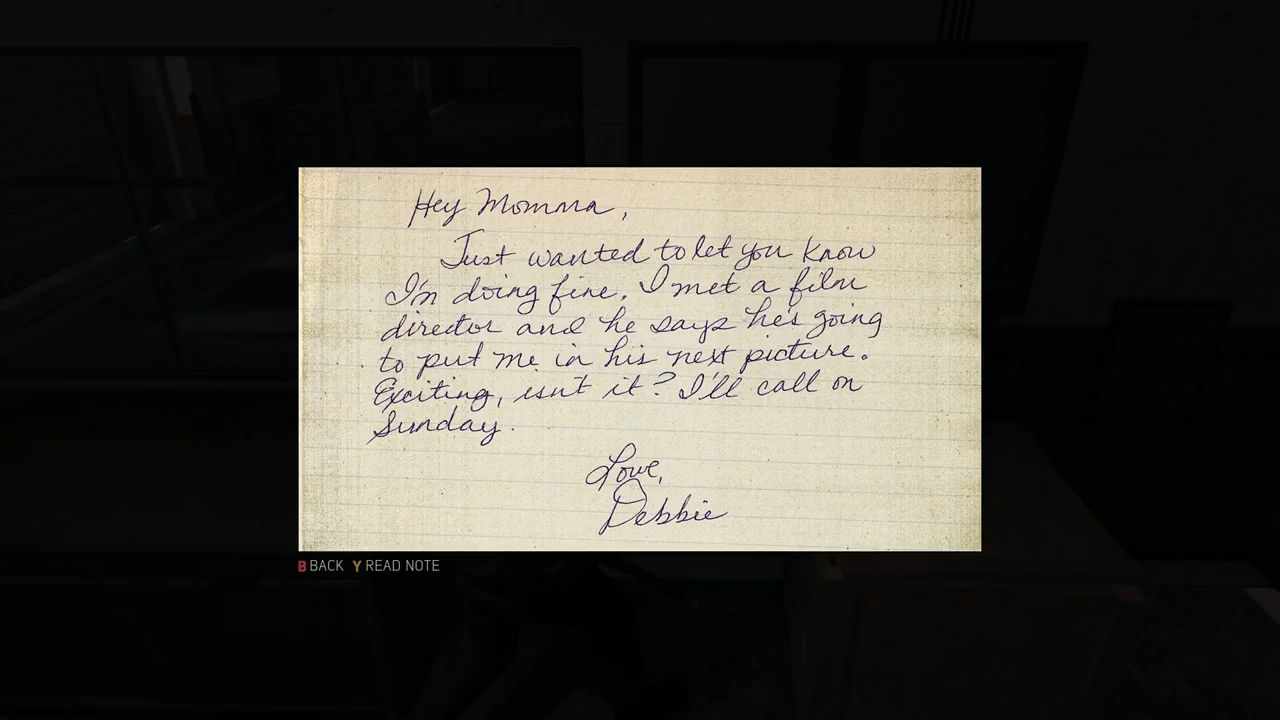 Hey Momma,
Just wanted to let you know
I'm doing fine. I met a film
director and he says he's going
to put me in his next picture.
Exciting, isn't it? I'll call on
Sunday.
Love,
Debbie
B BACK Y READ NOTE